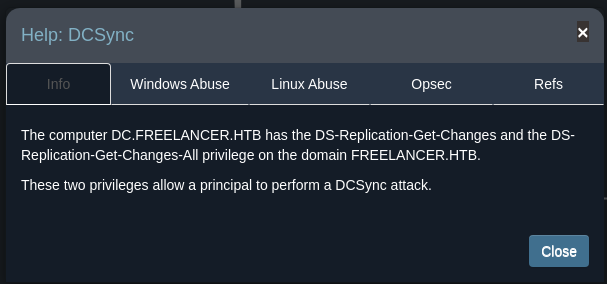 Help: DCSync
×
Info
Windows Abuse
Linux Abuse
Opsec
Refs
The computer DC.FREELANCER.HTB has the DS-Replication-Get-Changes and the DS-
Replication-Get-Changes-All privilege on the domain FREELANCER.HTB.
These two privileges allow a principal to perform a DCSync attack.
Close